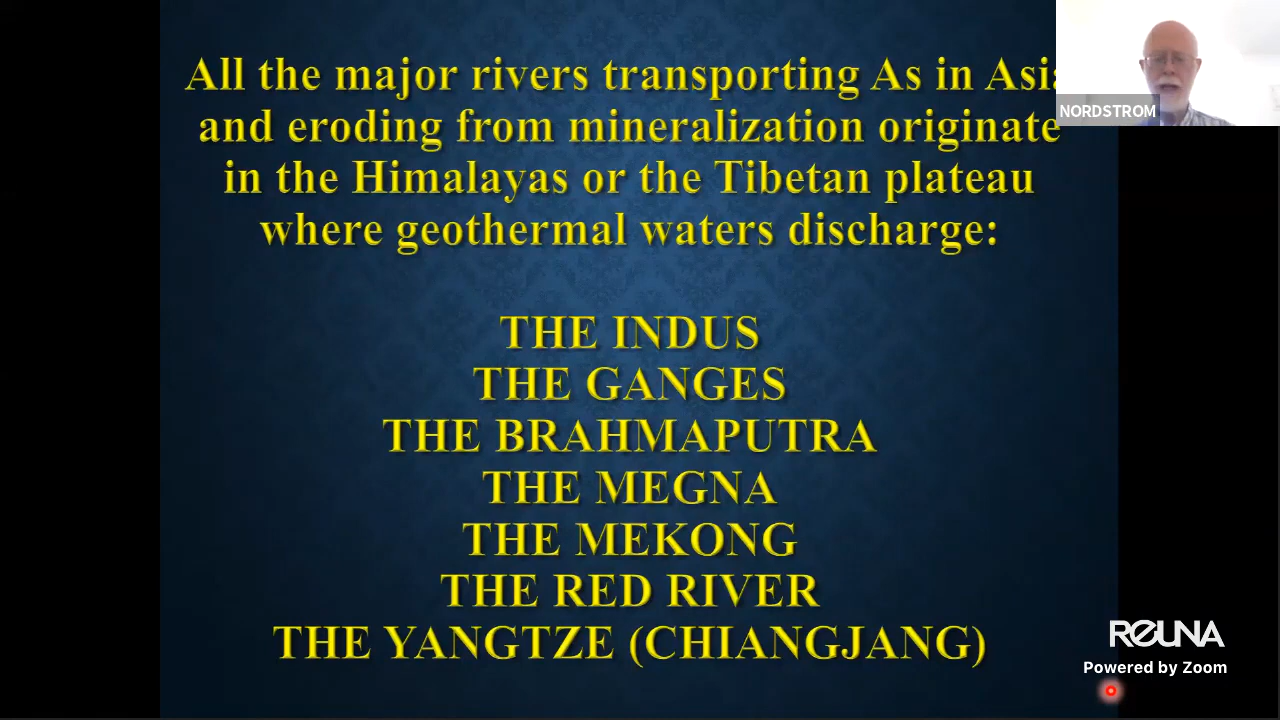 All the major rivers transporting As in Asia
and eroding from mineralization originate
in the Himalayas or the Tibetan plateau
where geothermal waters discharge:
THE INDUS
THE GANGES
THE BRAHMAPUTRA
THE MEGNA
THE MEKONG
THE RED RIVER
THE YANGTZE (CHIANGJANG)
NORDSTROM
REUNA
Powered by Zoom